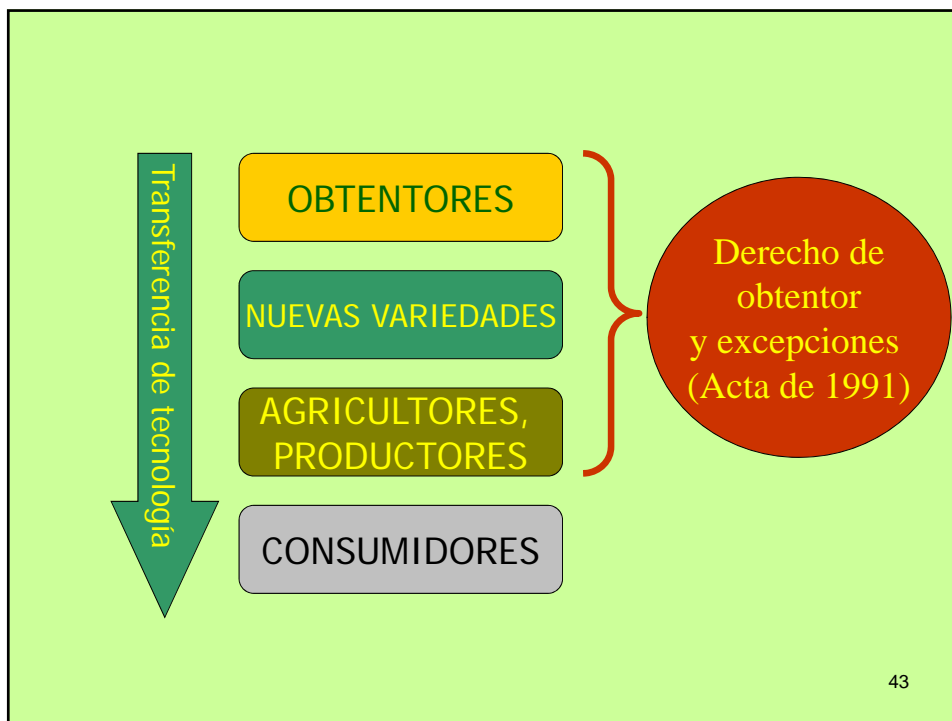 Transferencia de tecnología
OBTENTORES
NUEVAS VARIEDADES
AGRICULTORES,
PRODUCTORES
CONSUMIDORES
Derecho de
obtentor
y excepciones
(Acta de 1991)
43